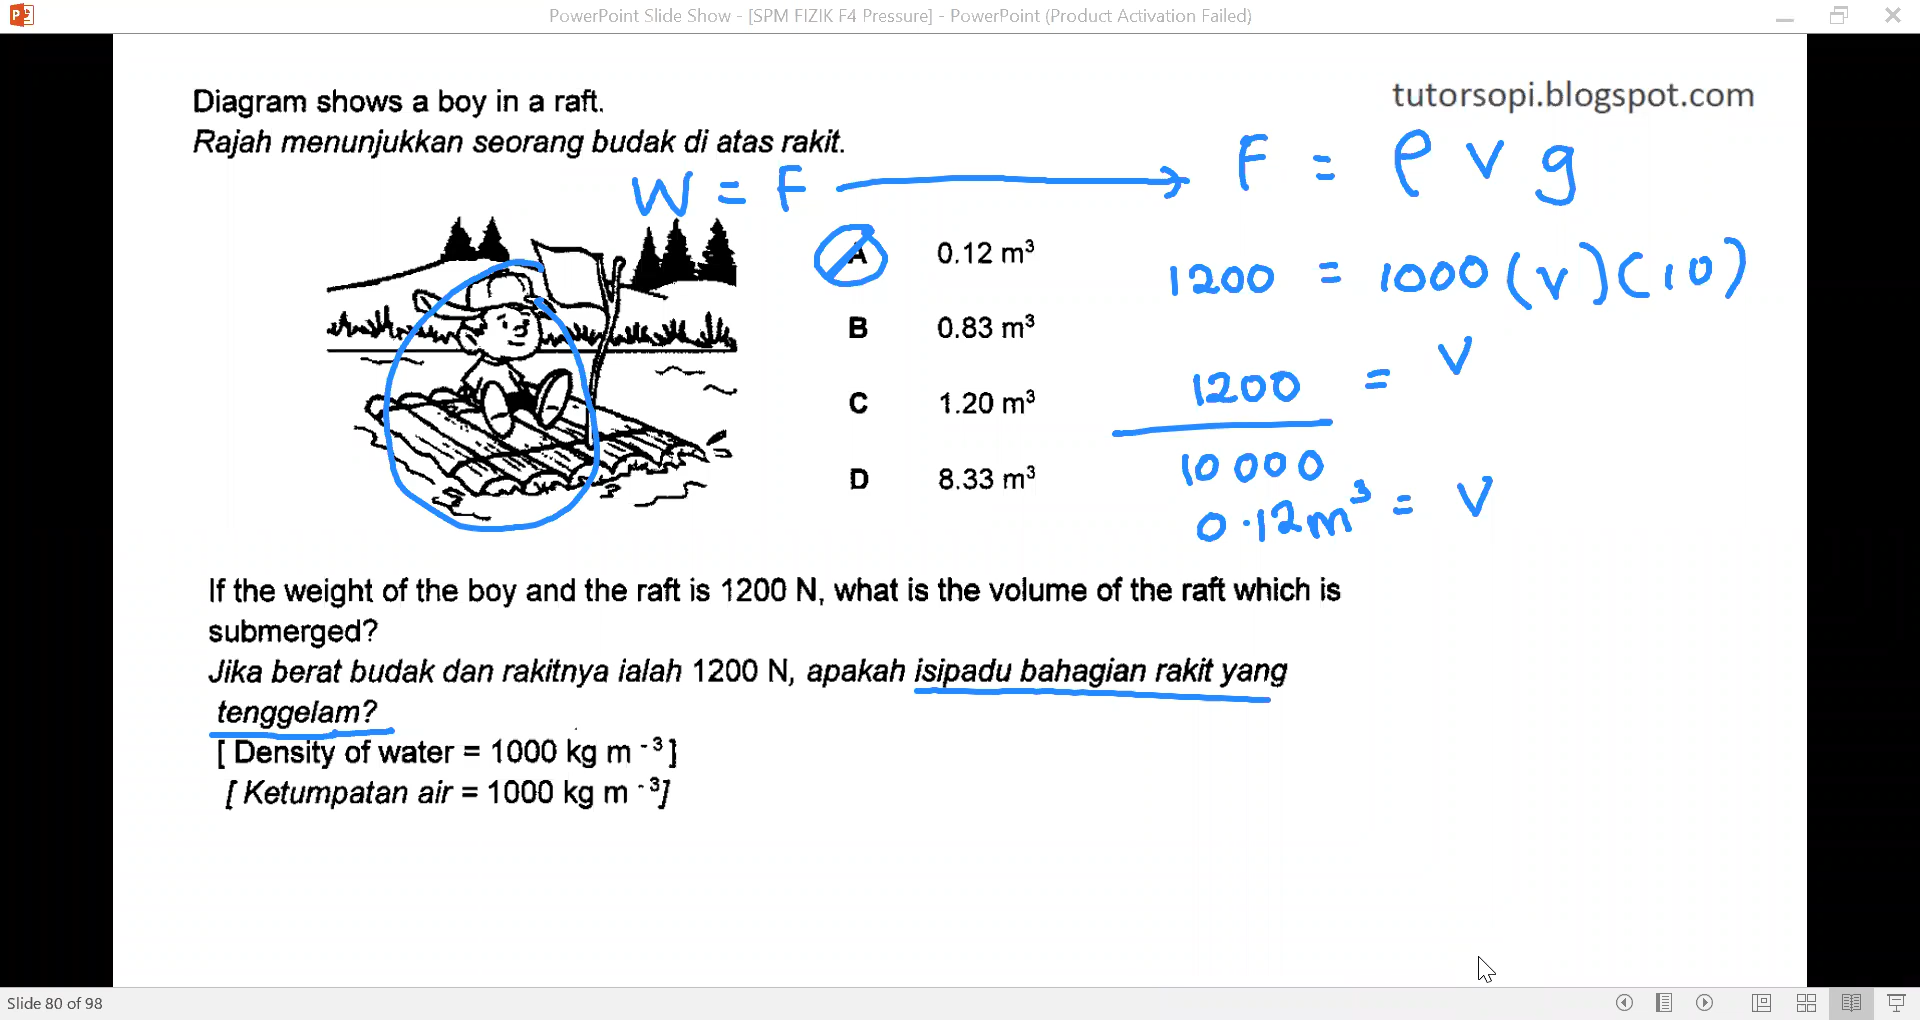 PowerPoint Slide Show - [SPM FIZIK F4 Pressure] - PowerPoint (Product Activation Failed)
Diagram shows a boy in a raft.
Rajah menunjukkan seorang budak di atas rakit.
tutorsopi.blogspot.com
W = F
F = ρ v g
A 0.12 m³
B 0.83 m³
C 1.20 m³
D 8.33 m³
1200 = 1000 (v) (10)
1200 = v
10 000
0.12m³ = v
If the weight of the boy and the raft is 1200 N, what is the volume of the raft which is
submerged?
Jika berat budak dan rakitnya ialah 1200 N, apakah isipadu bahagian rakit yang
tenggelam?
[ Density of water = 1000 kg m ⁻³ ]
[ Ketumpatan air = 1000 kg m ⁻³]
Slide 80 of 98